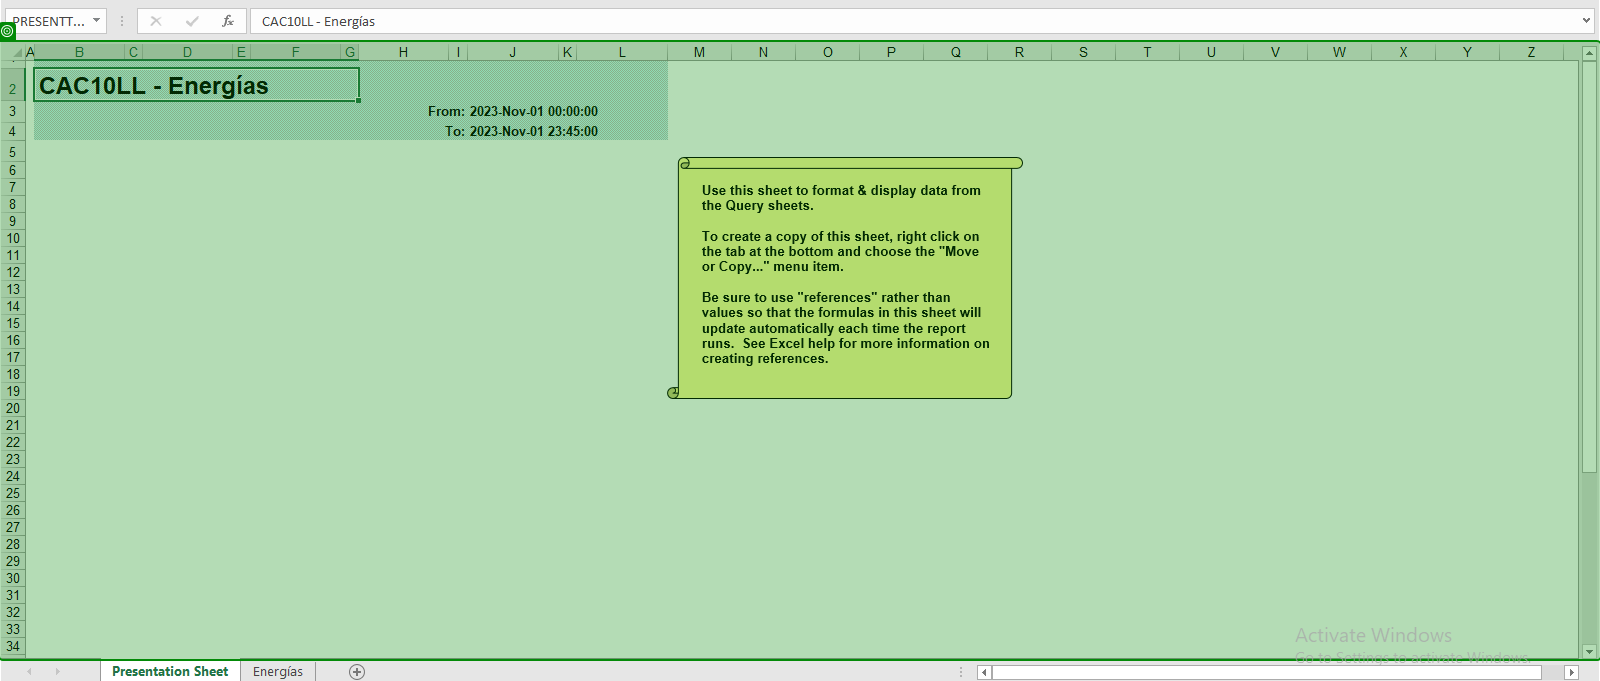 PRESENTT...
fx
CAC10LL - Energías
A B C D E F G H I J K L M N O P Q R S T U V W X Y Z
2 CAC10LL - Energías
3 From: 2023-Nov-01 00:00:00
4 To: 2023-Nov-01 23:45:00
5
6
7
8
9
10
11
12
13
14
15
16
17
18
19
20
21
22
23
24
25
26
27
28
29
30
31
32
33
34
Use this sheet to format & display data from
the Query sheets.
To create a copy of this sheet, right click on
the tab at the bottom and choose the "Move
or Copy..." menu item.
Be sure to use "references" rather than
values so that the formulas in this sheet will
update automatically each time the report
runs.  See Excel help for more information on
creating references.
Activate Windows
Go to Settings to activate Windows.
Presentation Sheet Energías